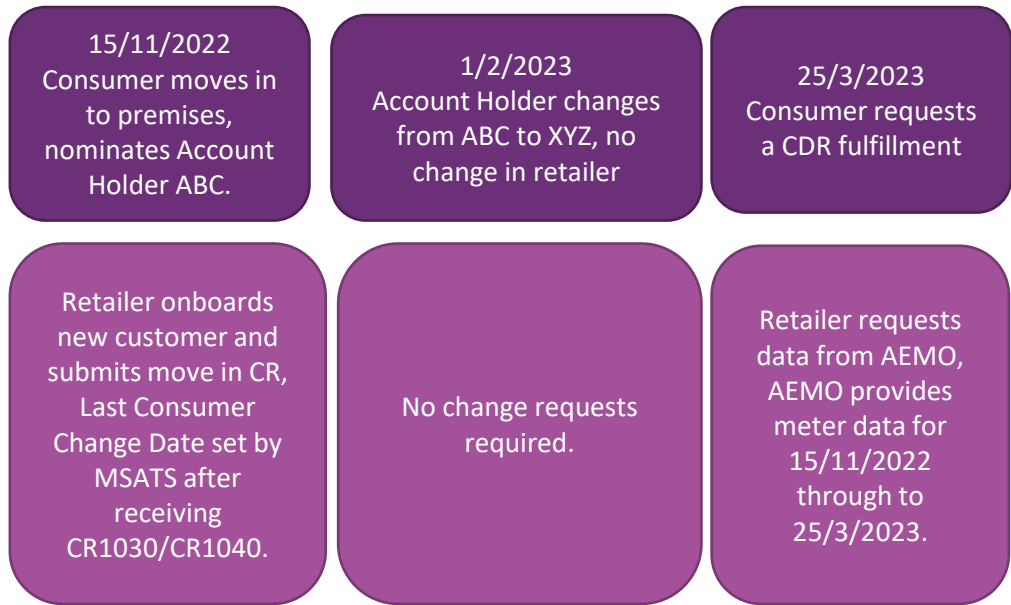 15/11/2022
Consumer moves in
to premises,
nominates Account
Holder ABC.
1/2/2023
Account Holder changes
from ABC to XYZ, no
change in retailer
25/3/2023
Consumer requests
a CDR fulfillment
Retailer onboards
new customer and
submits move in CR,
Last Consumer
Change Date set by
MSATS after
receiving
CR1030/CR1040.
No change requests
required.
Retailer requests
data from AEMO,
AEMO provides
meter data for
15/11/2022
through to
25/3/2023.